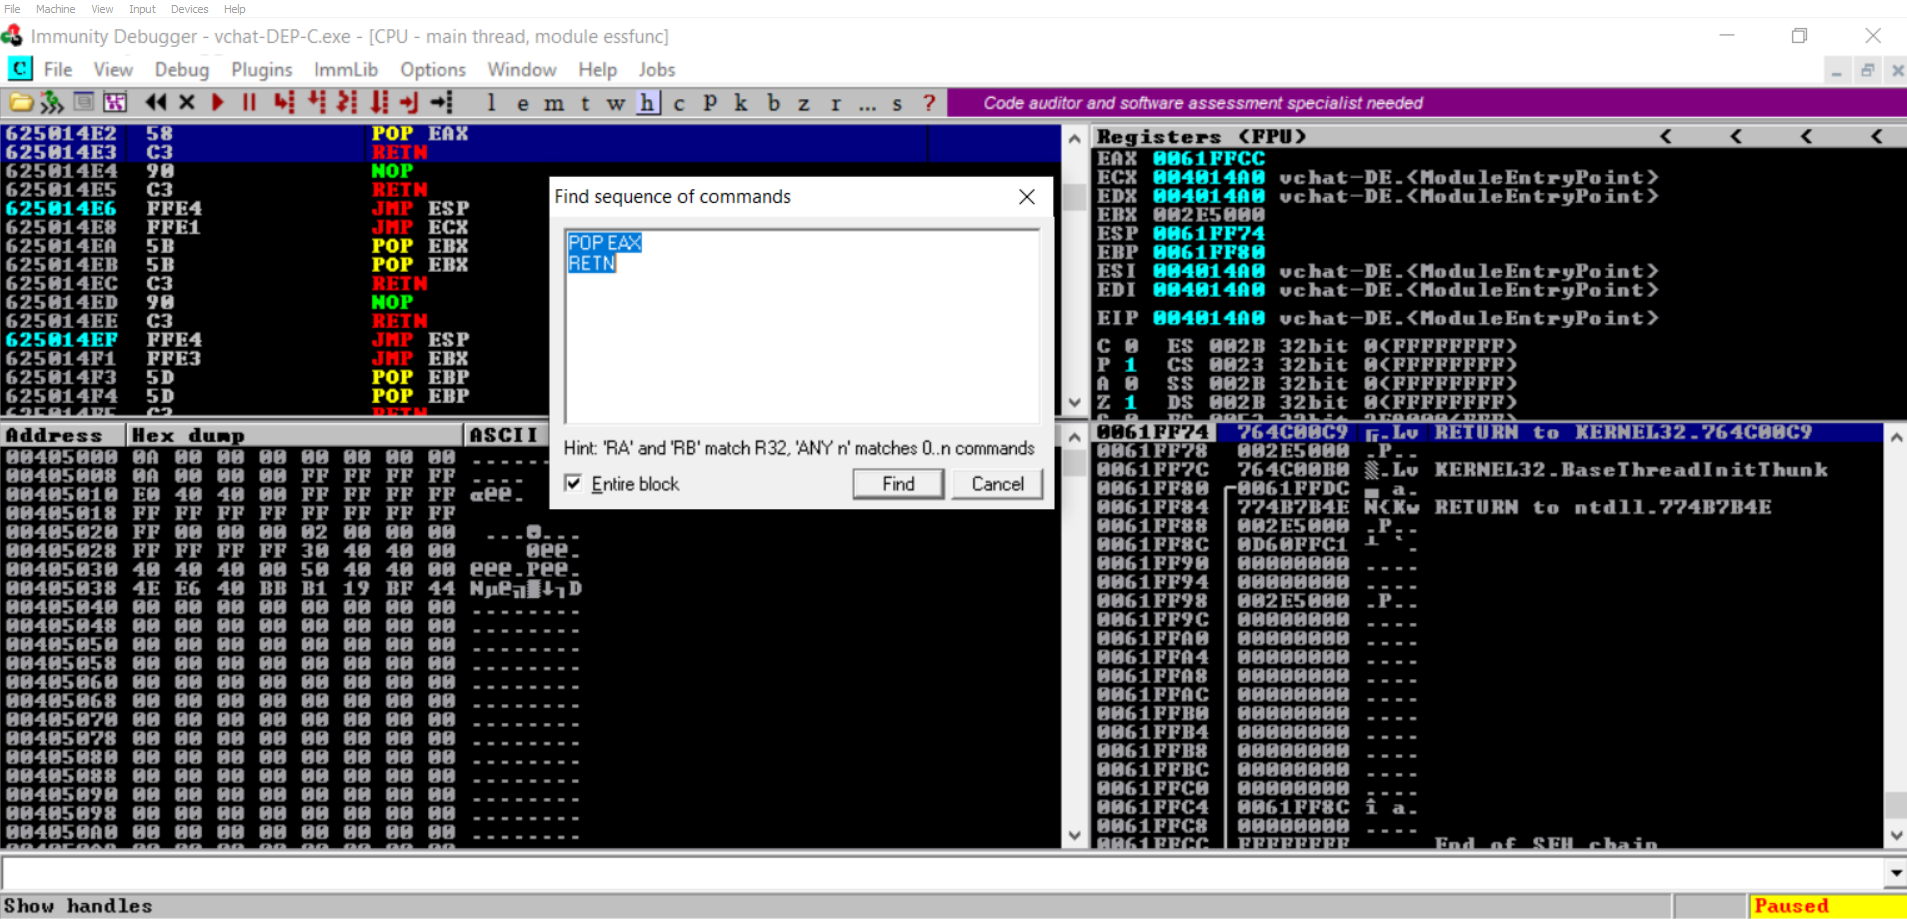 File Machine View Input Devices Help
Immunity Debugger - vchat-DEP-C.exe - [CPU - main thread, module essfunc]
C File View Debug Plugins ImmLib Options Window Help Jobs
l e m t w h c P k b z r ... s ? Code auditor and software assessment specialist needed
625014E2 58 POP EAX
625014E3 C3 RETN
625014E4 90 NOP
625014E5 C3 RETN
625014E6 FFE4 JMP ESP
625014E8 FFE1 JMP ECX
625014EA 5B POP EBX
625014EB 5B POP EBX
625014EC C3 RETN
625014ED 90 NOP
625014EE C3 RETN
625014EF FFE4 JMP ESP
625014F1 FFE3 JMP EBX
625014F3 5D POP EBP
625014F4 5D POP EBP
625014F5 C3 RETN
Find sequence of commands
POP EAX
RETN
Hint: 'RA' and 'RB' match R32, 'ANY n' matches 0..n commands
Entire block Find Cancel
Registers (FPU) < < < <
EAX 0061FFCC
ECX 004014A0 vchat-DE.<ModuleEntryPoint>
EDX 004014A0 vchat-DE.<ModuleEntryPoint>
EBX 002E5000
ESP 0061FF74
EBP 0061FF80
ESI 004014A0 vchat-DE.<ModuleEntryPoint>
EDI 004014A0 vchat-DE.<ModuleEntryPoint>
EIP 004014A0 vchat-DE.<ModuleEntryPoint>
C 0 ES 002B 32bit 0(FFFFFFFF)
P 1 CS 0023 32bit 0(FFFFFFFF)
A 0 SS 002B 32bit 0(FFFFFFFF)
Z 1 DS 002B 32bit 0(FFFFFFFF)
Address Hex dump ASCII
00405000 0A 00 00 00 00 00 00 00 ........
00405008 0A 00 00 00 FF FF FF FF ....
00405010 E0 40 40 00 FF FF FF FF α@@.
00405018 FF FF FF FF FF FF FF FF
00405020 FF 00 00 00 02 00 00 00 ...☻...
00405028 FF FF FF FF 30 40 40 00 0@@.
00405030 40 40 40 00 50 40 40 00 @@@.P@@.
00405038 4E E6 40 BB B1 19 BF 44 Nµ@╗▒↓┐D
00405040 00 00 00 00 00 00 00 00 ........
00405048 00 00 00 00 00 00 00 00 ........
00405050 00 00 00 00 00 00 00 00 ........
00405058 00 00 00 00 00 00 00 00 ........
00405060 00 00 00 00 00 00 00 00 ........
00405068 00 00 00 00 00 00 00 00 ........
00405070 00 00 00 00 00 00 00 00 ........
00405078 00 00 00 00 00 00 00 00 ........
00405080 00 00 00 00 00 00 00 00 ........
00405088 00 00 00 00 00 00 00 00 ........
00405090 00 00 00 00 00 00 00 00 ........
00405098 00 00 00 00 00 00 00 00 ........
004050A0 00 00 00 00 00 00 00 00 ........
0061FF74 764C00C9 ╔.Lv RETURN to KERNEL32.764C00C9
0061FF78 002E5000 .P..
0061FF7C 764C00B0 ░.Lv KERNEL32.BaseThreadInitThunk
0061FF80 0061FFDC ▄ a.
0061FF84 774B7B4E N{Kw RETURN to ntdll.774B7B4E
0061FF88 002E5000 .P..
0061FF8C 0D60FFC1 ┴ `.
0061FF90 00000000 ....
0061FF94 00000000 ....
0061FF98 002E5000 .P..
0061FF9C 00000000 ....
0061FFA0 00000000 ....
0061FFA4 00000000 ....
0061FFA8 00000000 ....
0061FFAC 00000000 ....
0061FFB0 00000000 ....
0061FFB4 00000000 ....
0061FFB8 00000000 ....
0061FFBC 00000000 ....
0061FFC0 00000000 ....
0061FFC4 0061FF8C î a.
0061FFC8 00000000 ....
0061FFCC FFFFFFFF End of SEH chain
Show handles Paused